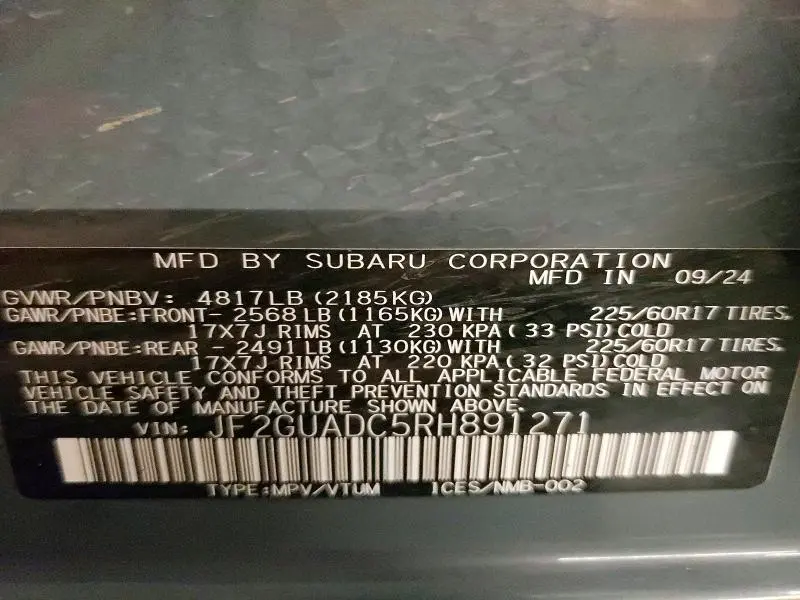 MFD BY SUBARU CORPORATION
MFD IN 09/24
GVWR/PNBV: 4817LB (2185KG)
GAWR/PNBE:FRONT- 2568LB (1165KG) WITH 225/60R17 TIRES.
17X7J RIMS AT 230 KPA( 33 PSI) COLD
GAWR/PNBE:REAR - 2491LB (1130KG) WITH 225/60R17 TIRES.
17X7J RIMS AT 220 KPA( 32 PSI) COLD
THIS VEHICLE CONFORMS TO ALL APPLICABLE FEDERAL MOTOR
VEHICLE SAFETY AND THEFT PREVENTION STANDARDS IN EFFECT ON
THE DATE OF MANUFACTURE SHOWN ABOVE.
VIN: JF2GUADC5RH891271
TYPE:MPV/VTUM ICES/NMB-002